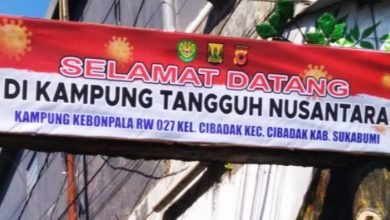 SELAMAT DATANG
DI KAMPUNG TANGGUH NUSANTARA
KAMPUNG KEBONPALA RW 027 KEL. CIBADAK KEC. CIBADAK KAB. SUKABUMI